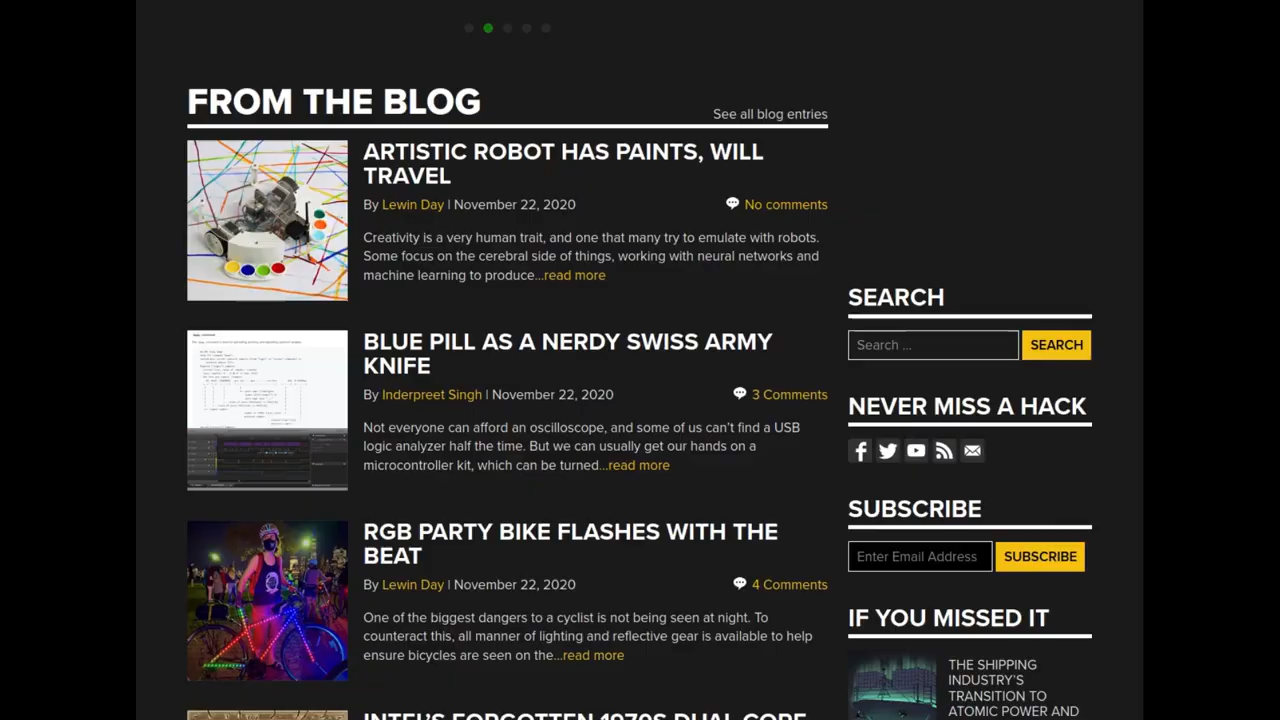 FROM THE BLOG
See all blog entries
ARTISTIC ROBOT HAS PAINTS, WILL
TRAVEL
By Lewin Day | November 22, 2020
No comments
Creativity is a very human trait, and one that many try to emulate with robots.
Some focus on the cerebral side of things, working with neural networks and
machine learning to produce...read more
BLUE PILL AS A NERDY SWISS ARMY
KNIFE
By Inderpreet Singh | November 22, 2020
3 Comments
Not everyone can afford an oscilloscope, and some of us can't find a USB
logic analyzer half the time. But we can usually get our hands on a
microcontroller kit, which can be turned...read more
RGB PARTY BIKE FLASHES WITH THE
BEAT
By Lewin Day | November 22, 2020
4 Comments
One of the biggest dangers to a cyclist is not being seen at night. To
counteract this, all manner of lighting and reflective gear is available to help
ensure bicycles are seen on the...read more
INTEL'S FORGOTTEN 1970S DUAL CORE
SEARCH
Search ...
SEARCH
NEVER MISS A HACK
SUBSCRIBE
Enter Email Address
SUBSCRIBE
IF YOU MISSED IT
THE SHIPPING
INDUSTRY'S
TRANSITION TO
ATOMIC POWER AND